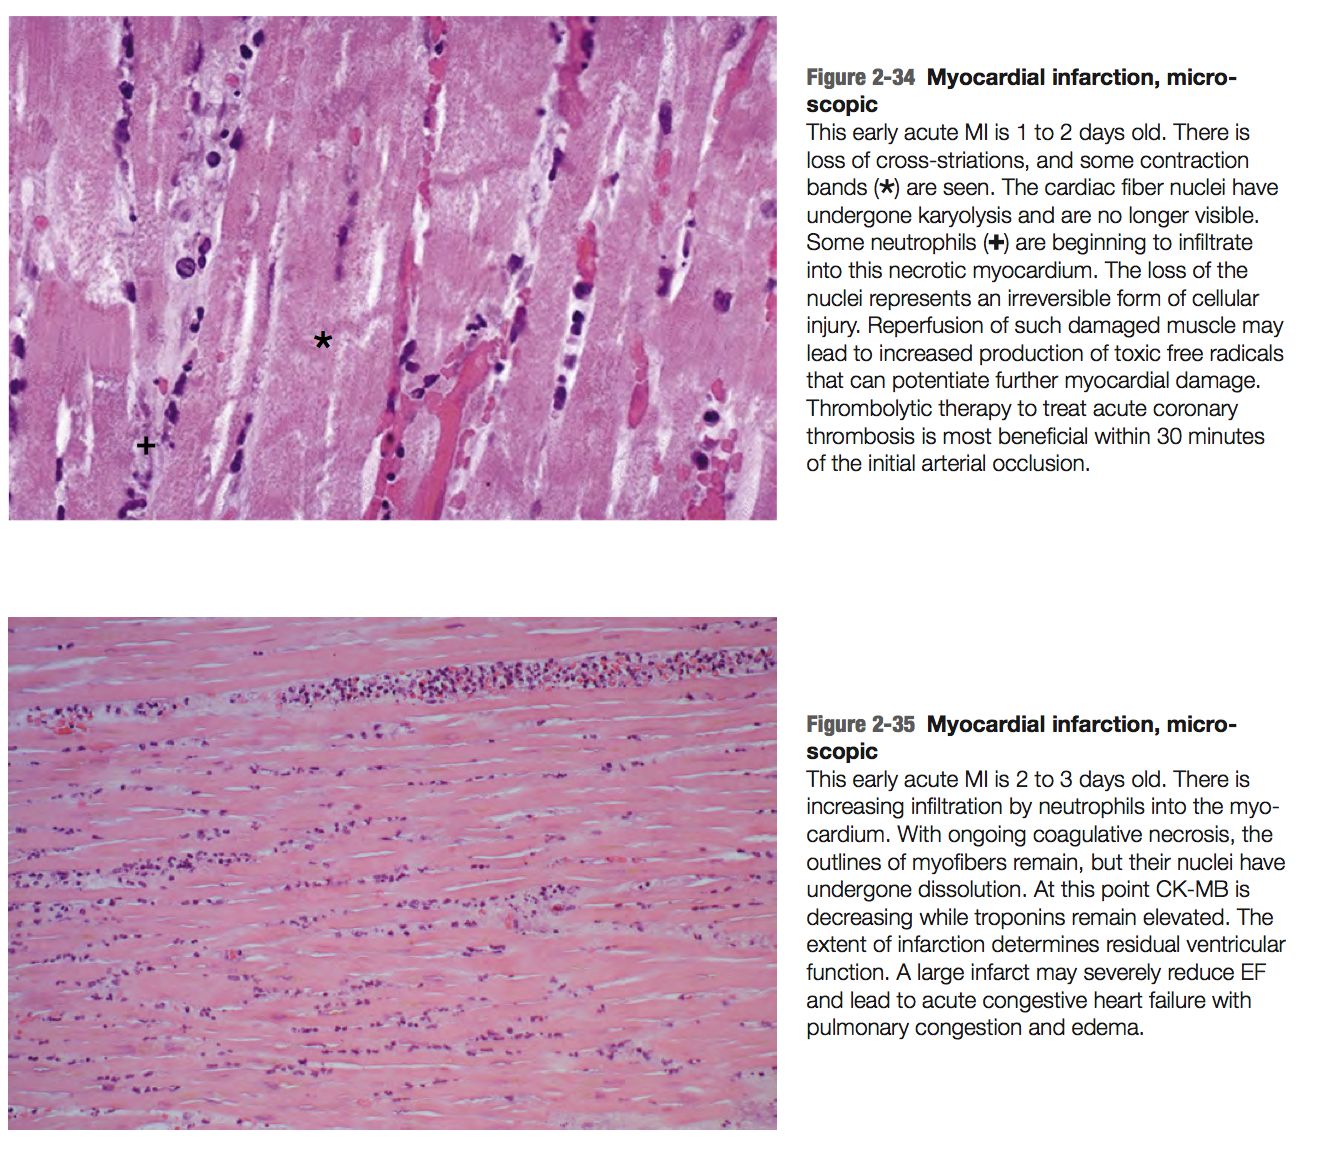 Figure 2-34 Myocardial infarction, micro-
scopic
This early acute MI is 1 to 2 days old. There is
loss of cross-striations, and some contraction
bands (*) are seen. The cardiac fiber nuclei have
undergone karyolysis and are no longer visible.
Some neutrophils (+) are beginning to infiltrate
into this necrotic myocardium. The loss of the
nuclei represents an irreversible form of cellular
injury. Reperfusion of such damaged muscle may
lead to increased production of toxic free radicals
that can potentiate further myocardial damage.
Thrombolytic therapy to treat acute coronary
thrombosis is most beneficial within 30 minutes
of the initial arterial occlusion.
*
+
Figure 2-35 Myocardial infarction, micro-
scopic
This early acute MI is 2 to 3 days old. There is
increasing infiltration by neutrophils into the myo-
cardium. With ongoing coagulative necrosis, the
outlines of myofibers remain, but their nuclei have
undergone dissolution. At this point CK-MB is
decreasing while troponins remain elevated. The
extent of infarction determines residual ventricular
function. A large infarct may severely reduce EF
and lead to acute congestive heart failure with
pulmonary congestion and edema.